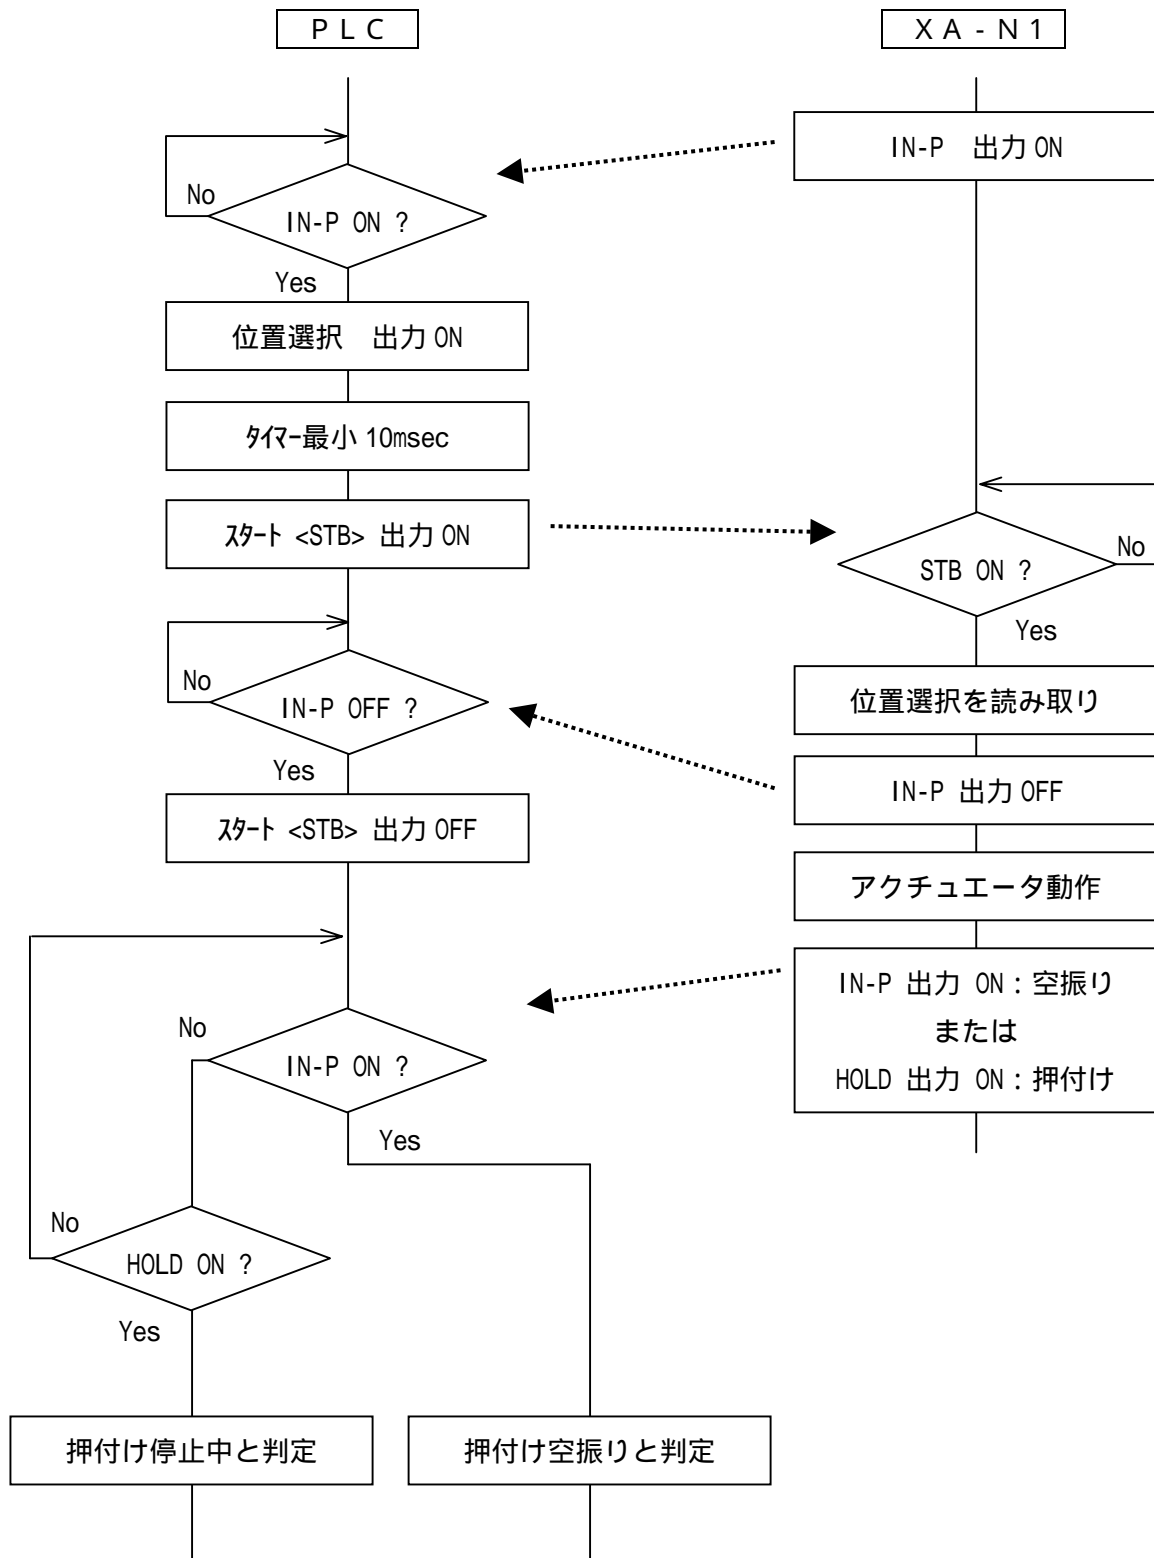 PLC
XA-N1
IN-P 出力 ON
No
IN-P ON ?
Yes
位置選択 出力 ON
ﾀｲﾏｰ最小 10msec
ｽﾀｰﾄ <STB> 出力 ON
No
STB ON ?
Yes
No
IN-P OFF ?
Yes
位置選択を読み取り
IN-P 出力 OFF
ｽﾀｰﾄ <STB> 出力 OFF
アクチュエータ動作
IN-P 出力 ON：空振り
または
HOLD 出力 ON：押付け
No
IN-P ON ?
Yes
No
HOLD ON ?
Yes
押付け停止中と判定
押付け空振りと判定